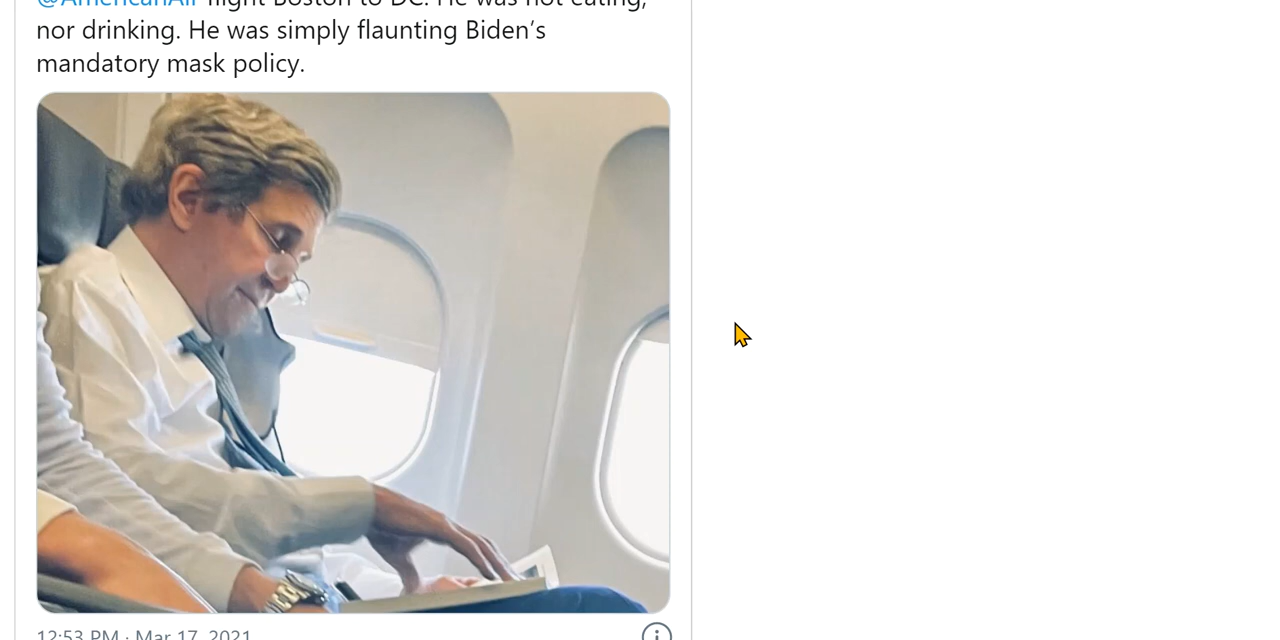 @AmericanAir flight Boston to DC. He was not eating,
nor drinking. He was simply flaunting Biden’s
mandatory mask policy.
12:53 PM · Mar 17, 2021